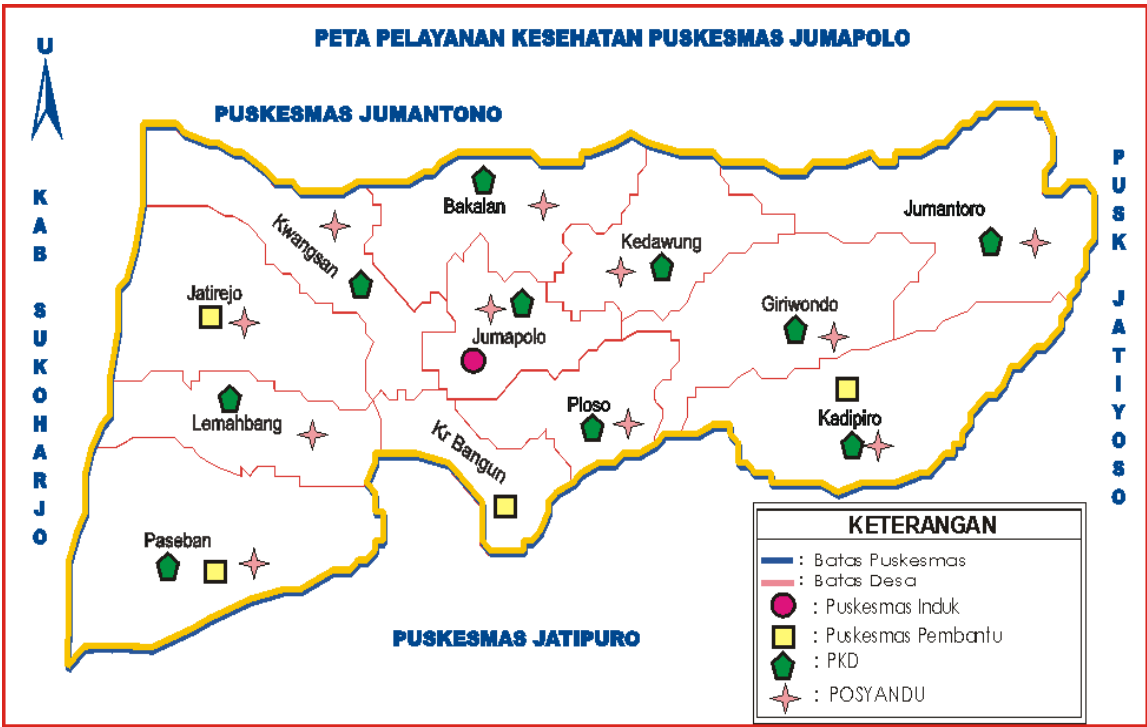 PETA PELAYANAN KESEHATAN PUSKESMAS JUMAPOLO
U
PUSKESMAS JUMANTONO
KAB SUKOHARJO
PUSK JATIYOSO
Bakalan
Kwangsan
Kedawung
Jumantoro
Jatirejo
Jumapolo
Giriwondo
Lemahbang
Ploso
Kadipiro
Kr Bangun
Paseban
PUSKESMAS JATIPURO
KETERANGAN
: Batas Puskesmas
: Batas Desa
: Puskesmas Induk
: Puskesmas Pembantu
: PKD
: POSYANDU